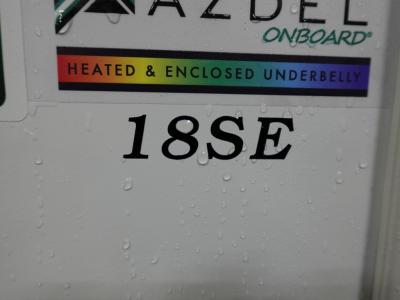 AZDEL
ONBOARD®
HEATED & ENCLOSED UNDERBELLY
18SE